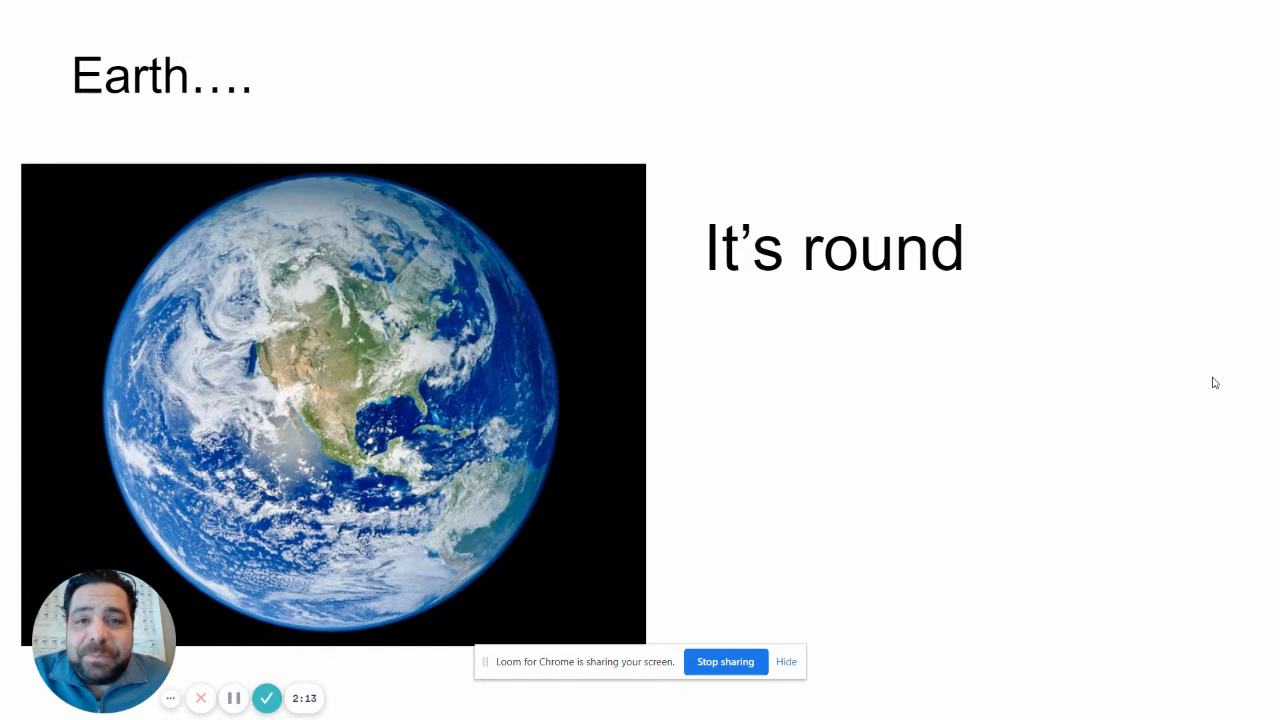 Earth….
It’s round
Loom for Chrome is sharing your screen.
Stop sharing
Hide
2:13